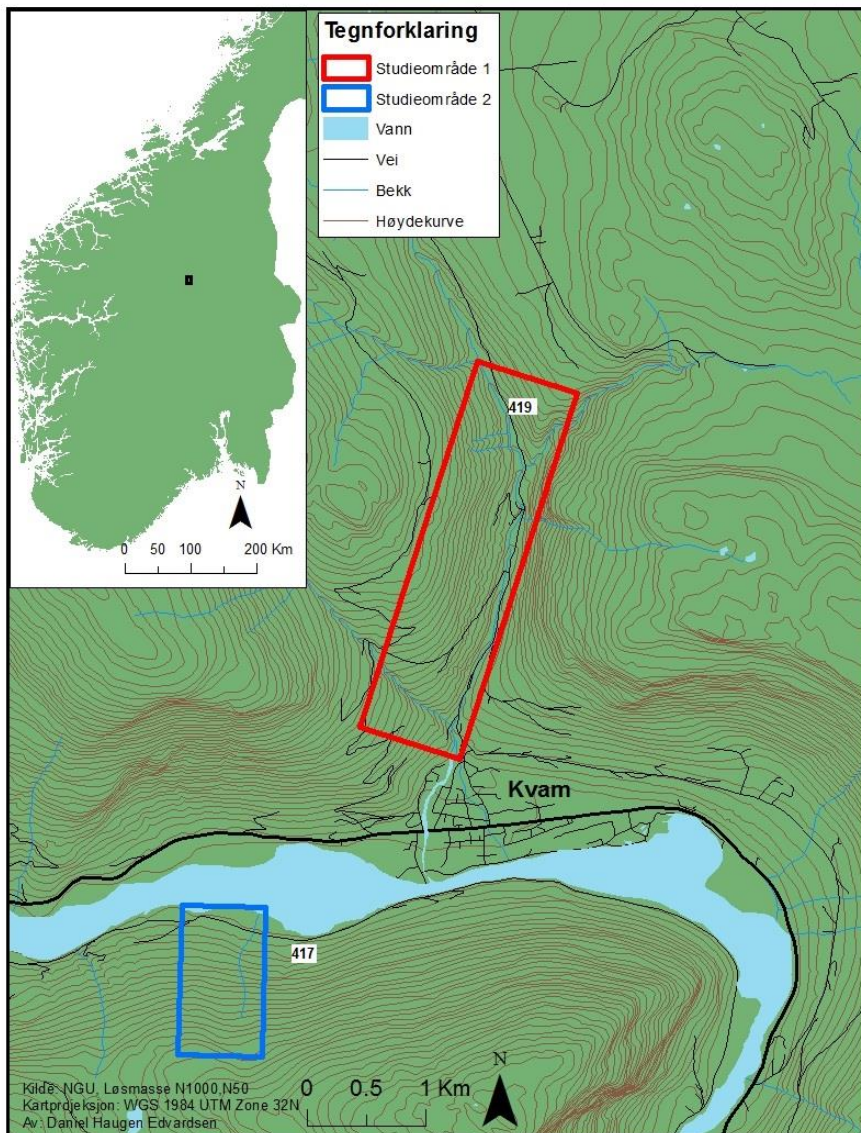 Tegnforklaring
Studieområde 1
Studieområde 2
Vann
Vei
Bekk
Høydekurve
N
0 50 100 200 Km
419
Kvam
417
N
0 0.5 1 Km
Kilde: NGU, Løsmasse N1000,N50
Kartprojeksjon: WGS 1984 UTM Zone 32N
Av: Daniel Haugen Edvardsen